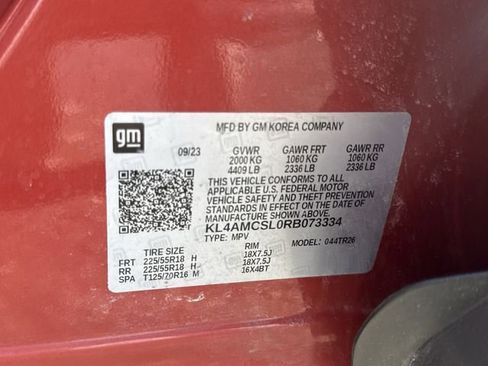 gm
MFD BY GM KOREA COMPANY
09/23 GVWR GAWR FRT GAWR RR
2000 KG 1060 KG 1060 KG
4409 LB 2336 LB 2336 LB
THIS VEHICLE CONFORMS TO ALL
APPLICABLE U.S. FEDERAL MOTOR
VEHICLE SAFETY AND THEFT PREVENTION
STANDARDS IN EFFECT ON THE DATE
OF MANUFACTURE SHOWN ABOVE.
KL4AMCSL0RB073334
TYPE: MPV MODEL: 044TR26
TIRE SIZE RIM
FRT 225/55R18 H 18X7.5J
RR 225/55R18 H 18X7.5J
SPA T125/70R16 M 16X4BT